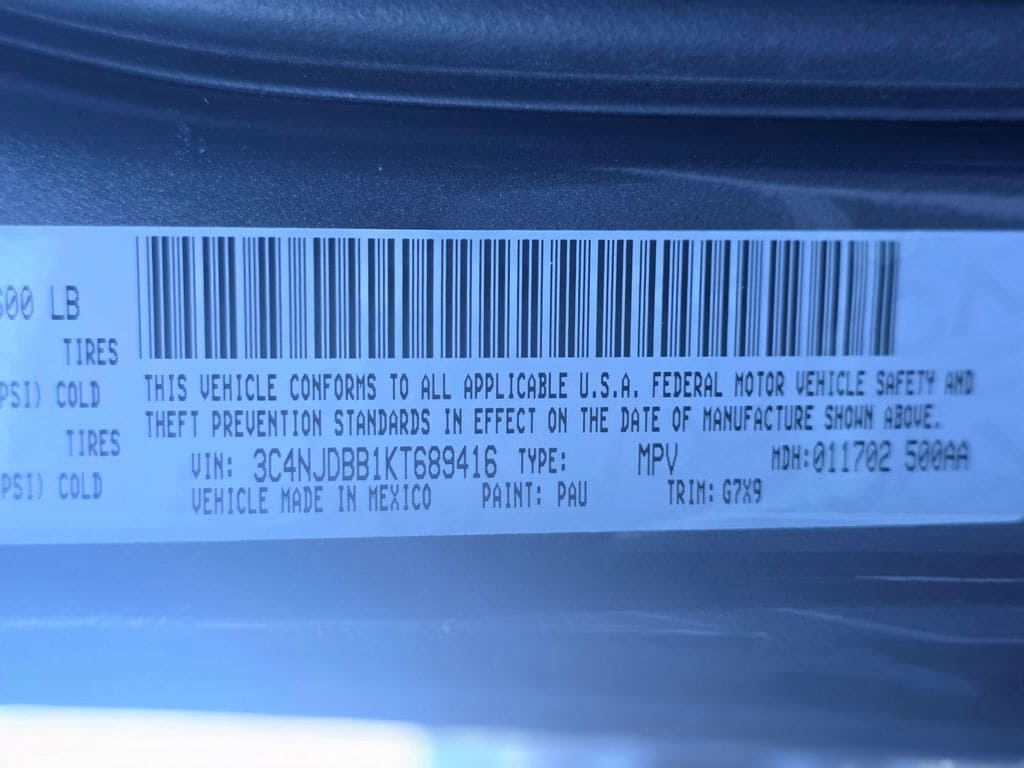 600 LB
TIRES
PSI) COLD
TIRES
PSI) COLD
THIS VEHICLE CONFORMS TO ALL APPLICABLE U.S.A. FEDERAL MOTOR VEHICLE SAFETY AND
THEFT PREVENTION STANDARDS IN EFFECT ON THE DATE OF MANUFACTURE SHOWN ABOVE.
VIN: 3C4NJDBB1KT689416 TYPE: MPV MDH:011702 500AA
VEHICLE MADE IN MEXICO PAINT: PAU TRIM: G7X9